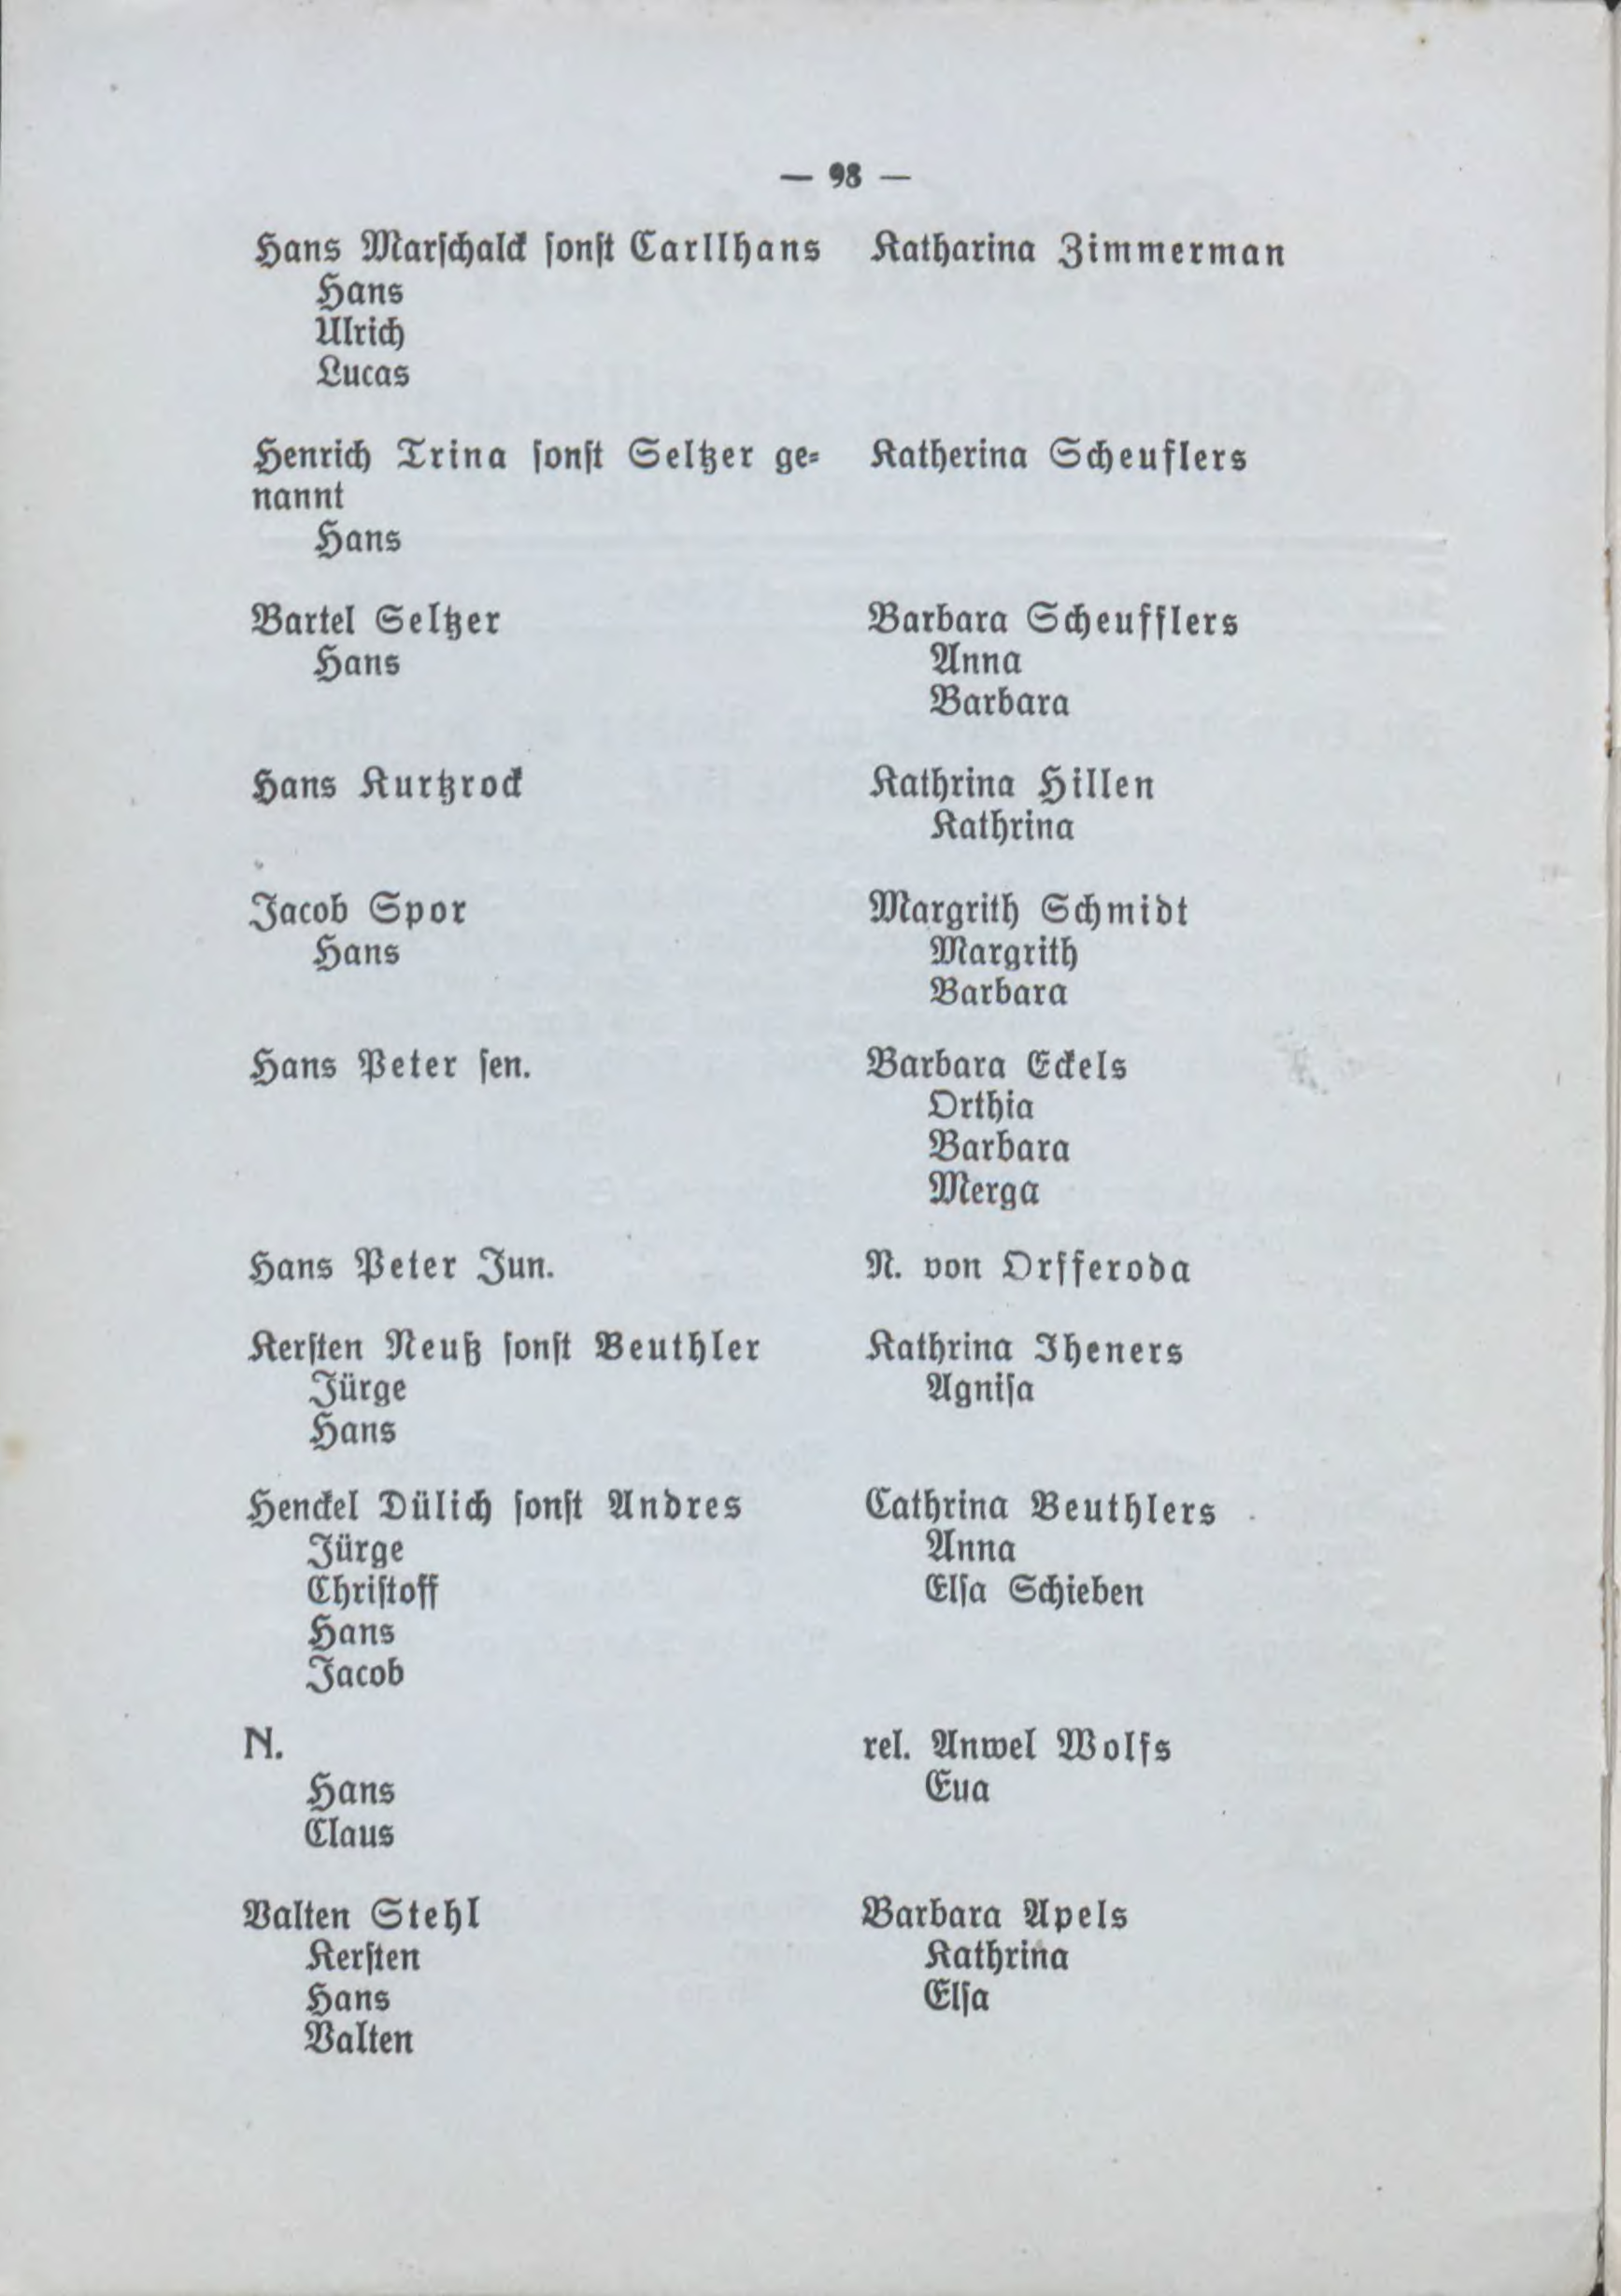 — 98 —
Hans Marschalck sonst Carllhans Katharina Zimmerman
Hans
Ulrich
Lucas
Henrich Trina sonst Seltzer ge= Katherina Scheuflers
nannt
Hans
Bartel Seltzer Barbara Scheufflers
Hans Anna
Barbara
Hans Kurtzrock Kathrina Hillen
Kathrina
Jacob Spor Margrith Schmidt
Hans Margrith
Barbara
Hans Peter sen. Barbara Eckels
Orthia
Barbara
Merga
Hans Peter Jun. N. von Orfferoda
Kersten Neuß sonst Beuthler Kathrina Iheners
Jürge Agnisa
Hans
Henckel Dülich sonst Andres Cathrina Beuthlers
Jürge Anna
Christoff Elsa Schieben
Hans
Jacob
N. rel. Anwel Wolfs
Hans Eua
Claus
Valten Stehl Barbara Apels
Kersten Kathrina
Hans Elsa
Valten